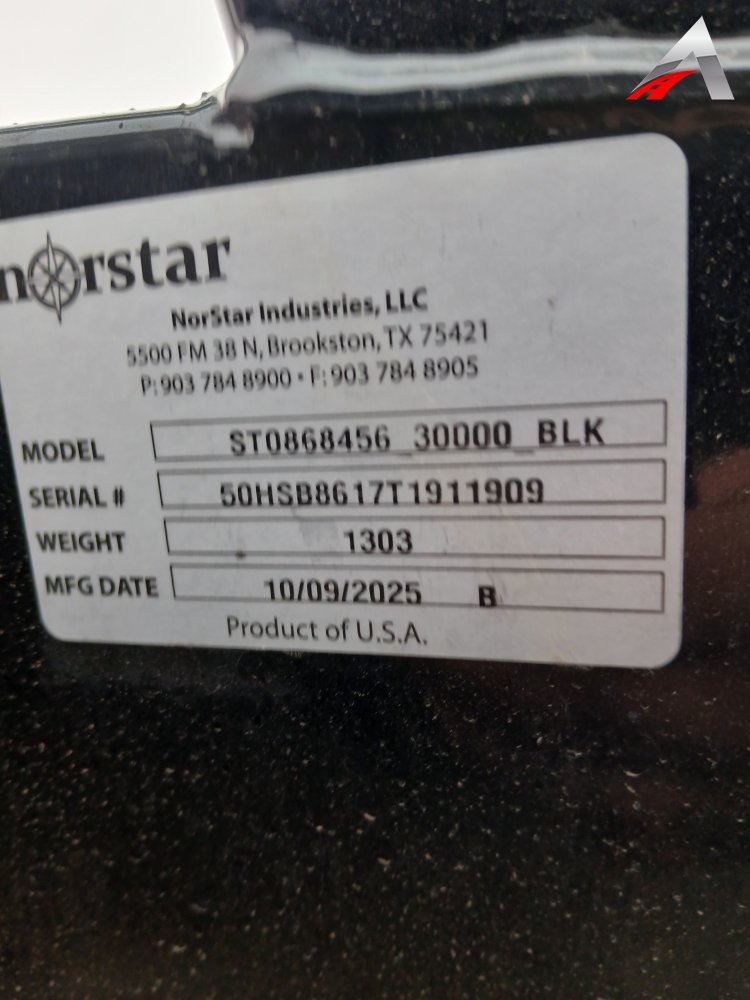 norstar
NorStar Industries, LLC
5500 FM 38 N, Brookston, TX 75421
P: 903 784 8900 • F: 903 784 8905
MODEL ST0868456_30000_BLK
SERIAL # 50HSB8617T1911909
WEIGHT 1303
MFG DATE 10/09/2025 B
Product of U.S.A.